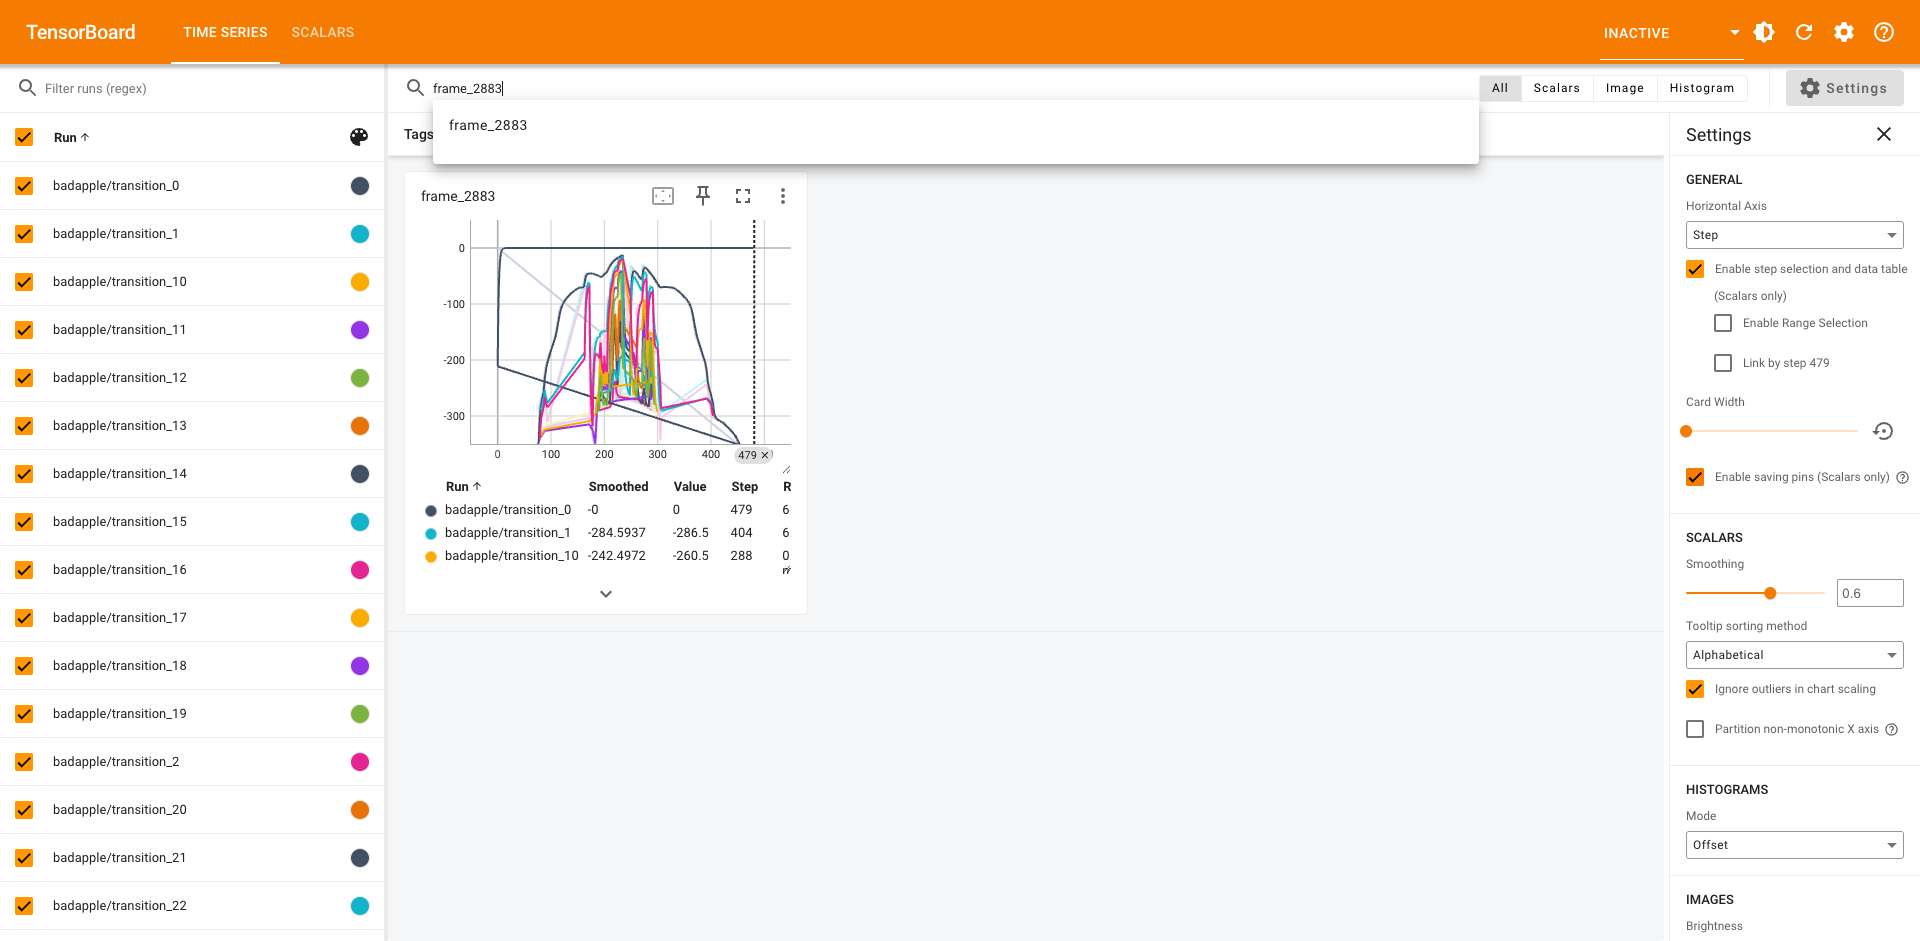 TensorBoard
TIME SERIES
SCALARS
INACTIVE
Filter runs (regex)
frame_2883
All
Scalars
Image
Histogram
Settings
frame_2883
Run
Tags
Settings
badapple/transition_0
badapple/transition_1
badapple/transition_10
badapple/transition_11
badapple/transition_12
badapple/transition_13
badapple/transition_14
badapple/transition_15
badapple/transition_16
badapple/transition_17
badapple/transition_18
badapple/transition_19
badapple/transition_2
badapple/transition_20
badapple/transition_21
badapple/transition_22
frame_2883
0
-100
-200
-300
0 100 200 300 400 479
Run Smoothed Value Step R
badapple/transition_0 -0 0 479 6
badapple/transition_1 -284.5937 -286.5 404 6
badapple/transition_10 -242.4972 -260.5 288 0
GENERAL
Horizontal Axis
Step
Enable step selection and data table
(Scalars only)
Enable Range Selection
Link by step 479
Card Width
Enable saving pins (Scalars only)
SCALARS
Smoothing
0.6
Tooltip sorting method
Alphabetical
Ignore outliers in chart scaling
Partition non-monotonic X axis
HISTOGRAMS
Mode
Offset
IMAGES
Brightness